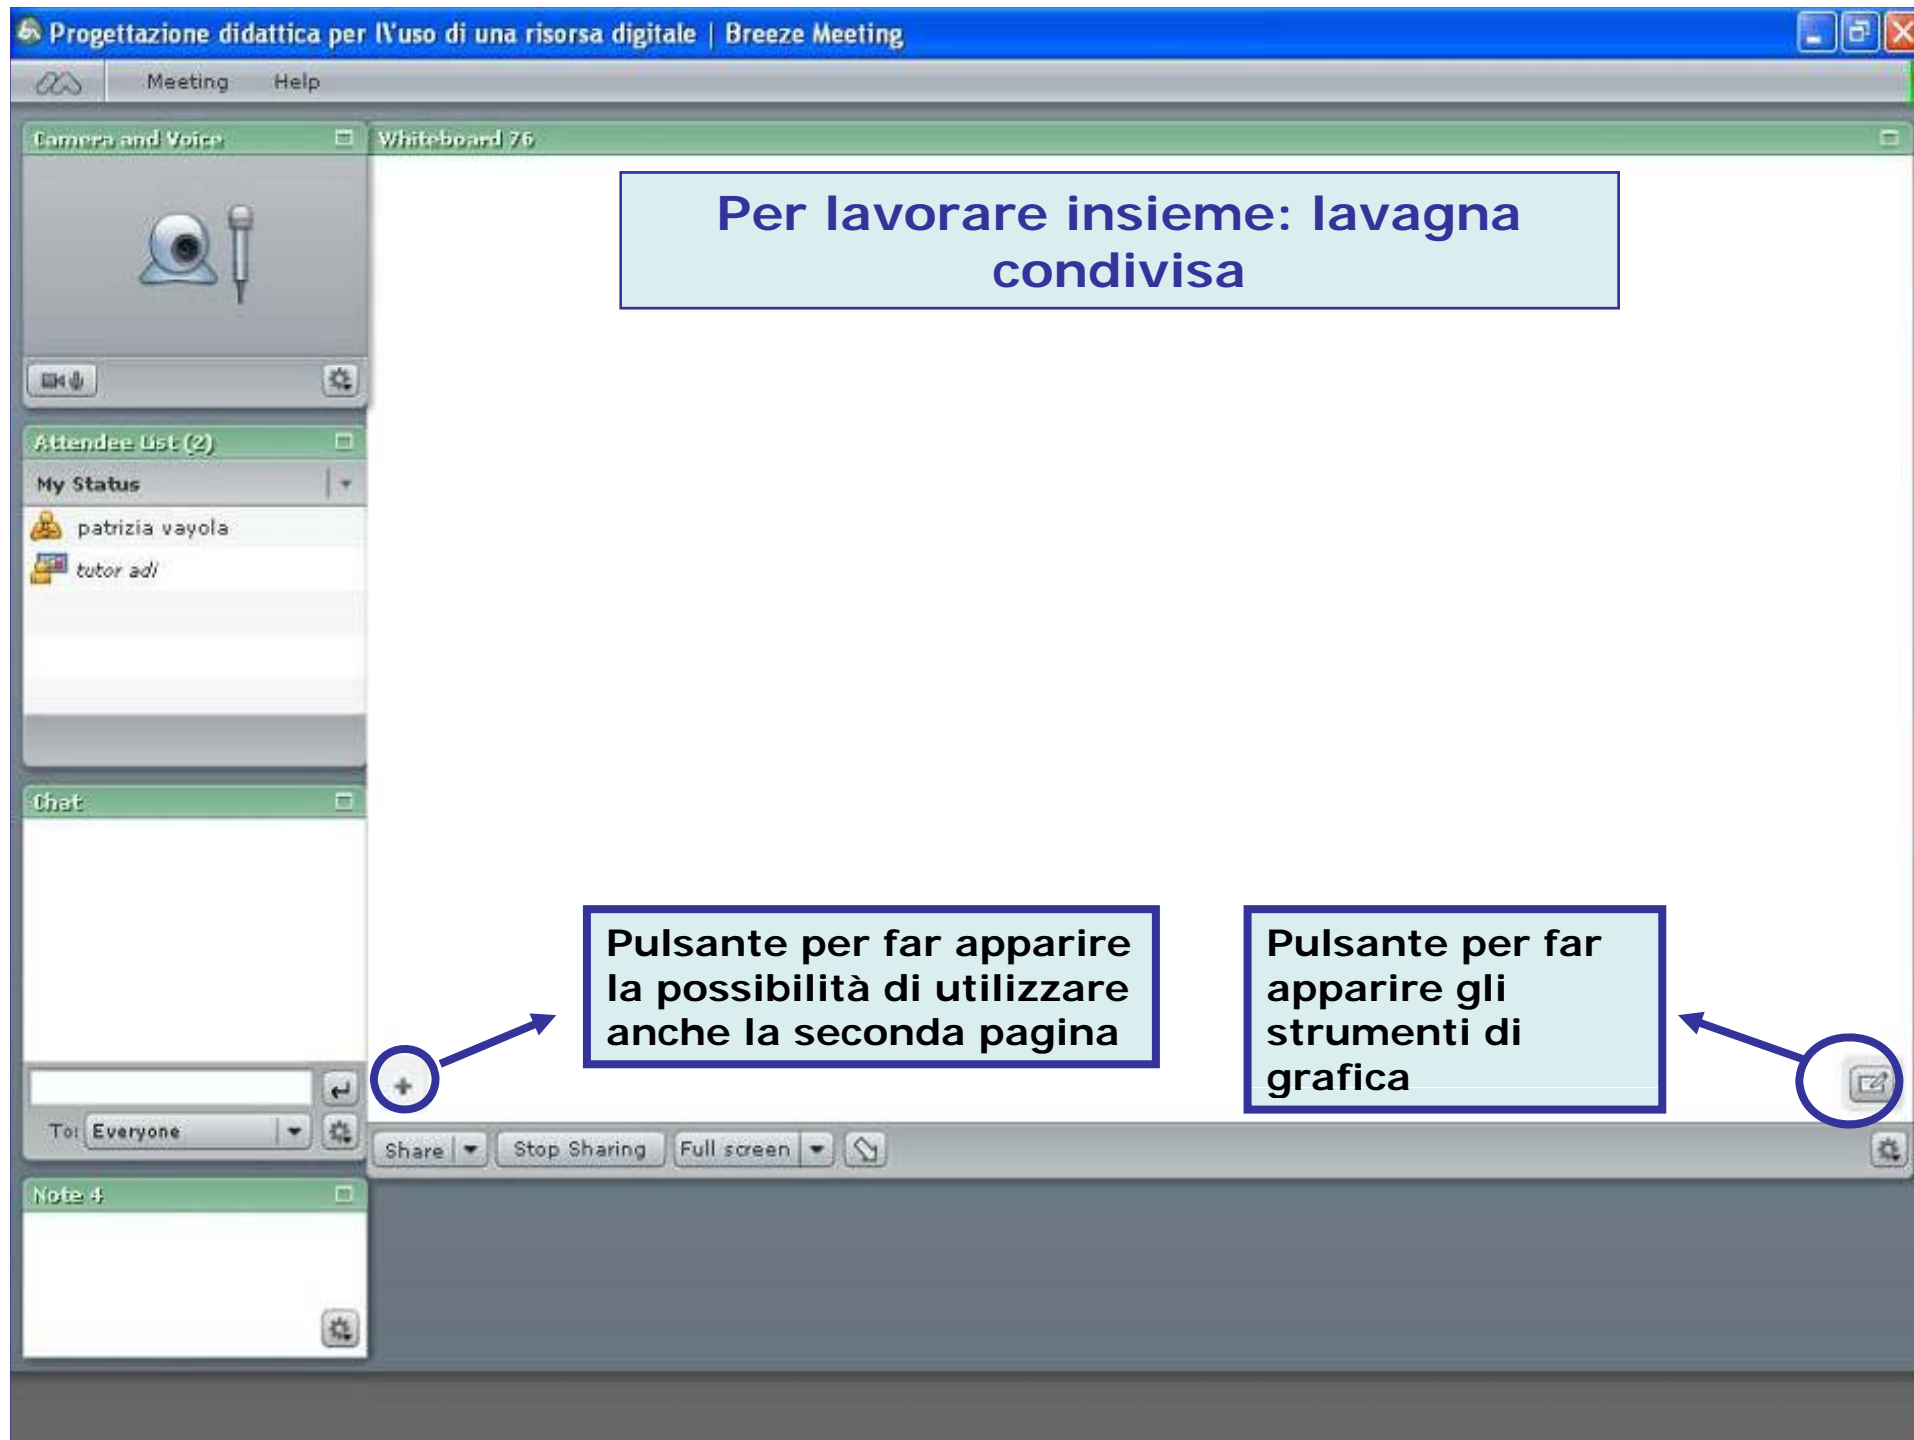 Progettazione didattica per l\'uso di una risorsa digitale | Breeze Meeting
Meeting Help
Camera and Voice
Whiteboard 76
Per lavorare insieme: lavagna
condivisa
Attendee List (2)
My Status
patrizia vayola
tutor adi
Chat
Pulsante per far apparire
la possibilità di utilizzare
anche la seconda pagina
Pulsante per far
apparire gli
strumenti di
grafica
To: Everyone
Share
Stop Sharing
Full screen
Note 4